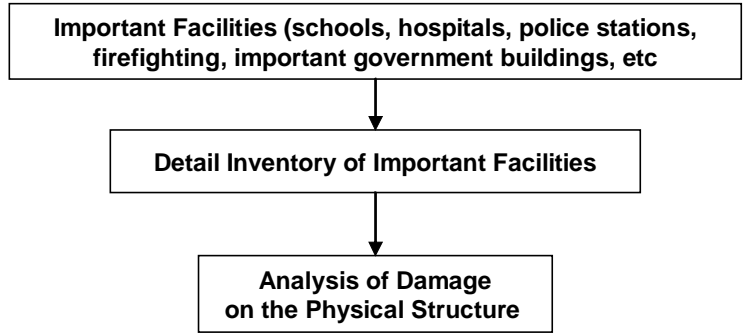 Important Facilities (schools, hospitals, police stations,
firefighting, important government buildings, etc
Detail Inventory of Important Facilities
Analysis of Damage
on the Physical Structure